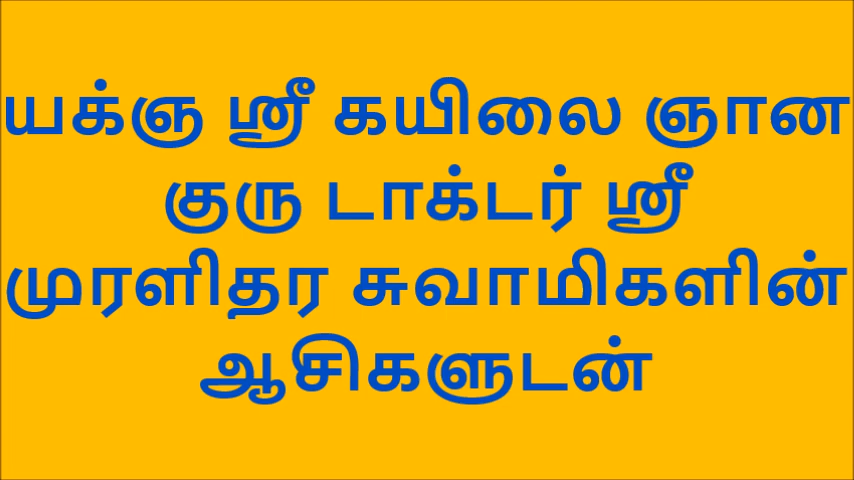 யக்ஞ ஸ்ரீ கயிலை ஞான
குரு டாக்டர் ஸ்ரீ
முரளிதர சுவாமிகளின்
ஆசிகளுடன்